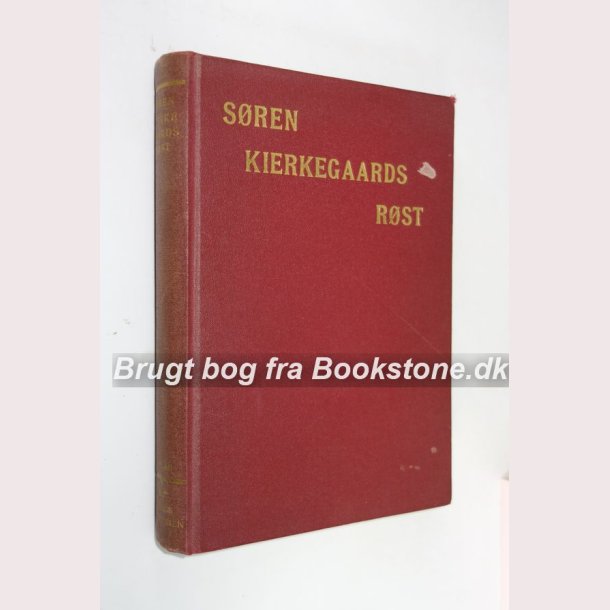 SØREN
KIERKEGAARDS
RØST
Brugt bog fra Bookstone.dk